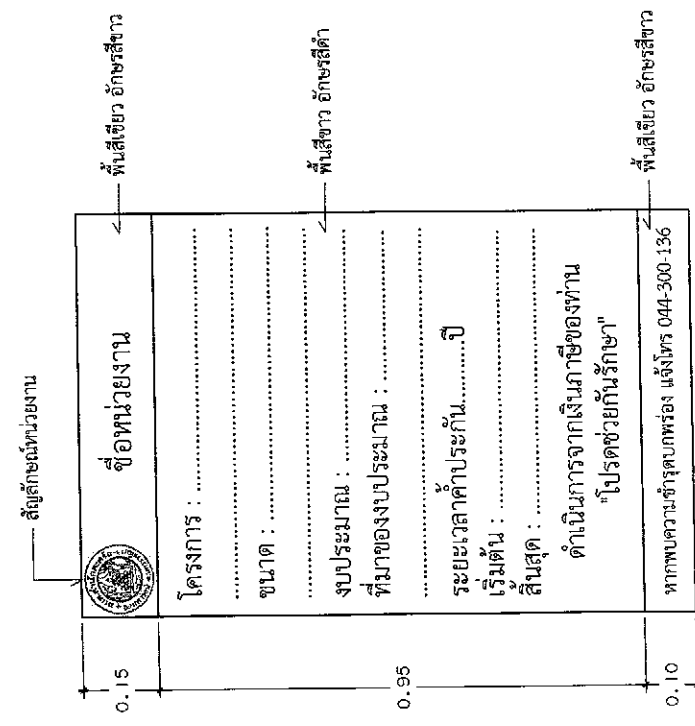 สัญลักษณ์หน่วยงาน
ชื่อหน่วยงาน
พื้นสีเขียว อักษรสีขาว
0.15
โครงการ : ........................................
........................................
ขนาด : ........................................
........................................
งบประมาณ : ........................................
ที่มาของงบประมาณ : ........................................
........................................
ระยะเวลาค้ำประกัน..........ปี
เริ่มต้น : ........................................
สิ้นสุด : ........................................
ดำเนินการจากเงินภาษีของท่าน
"โปรดช่วยกันรักษา"
พื้นสีขาว อักษรสีดำ
0.95
หากพบความชำรุดบกพร่อง แจ้งโทร 044-300-136
พื้นสีเขียว อักษรสีขาว
0.10